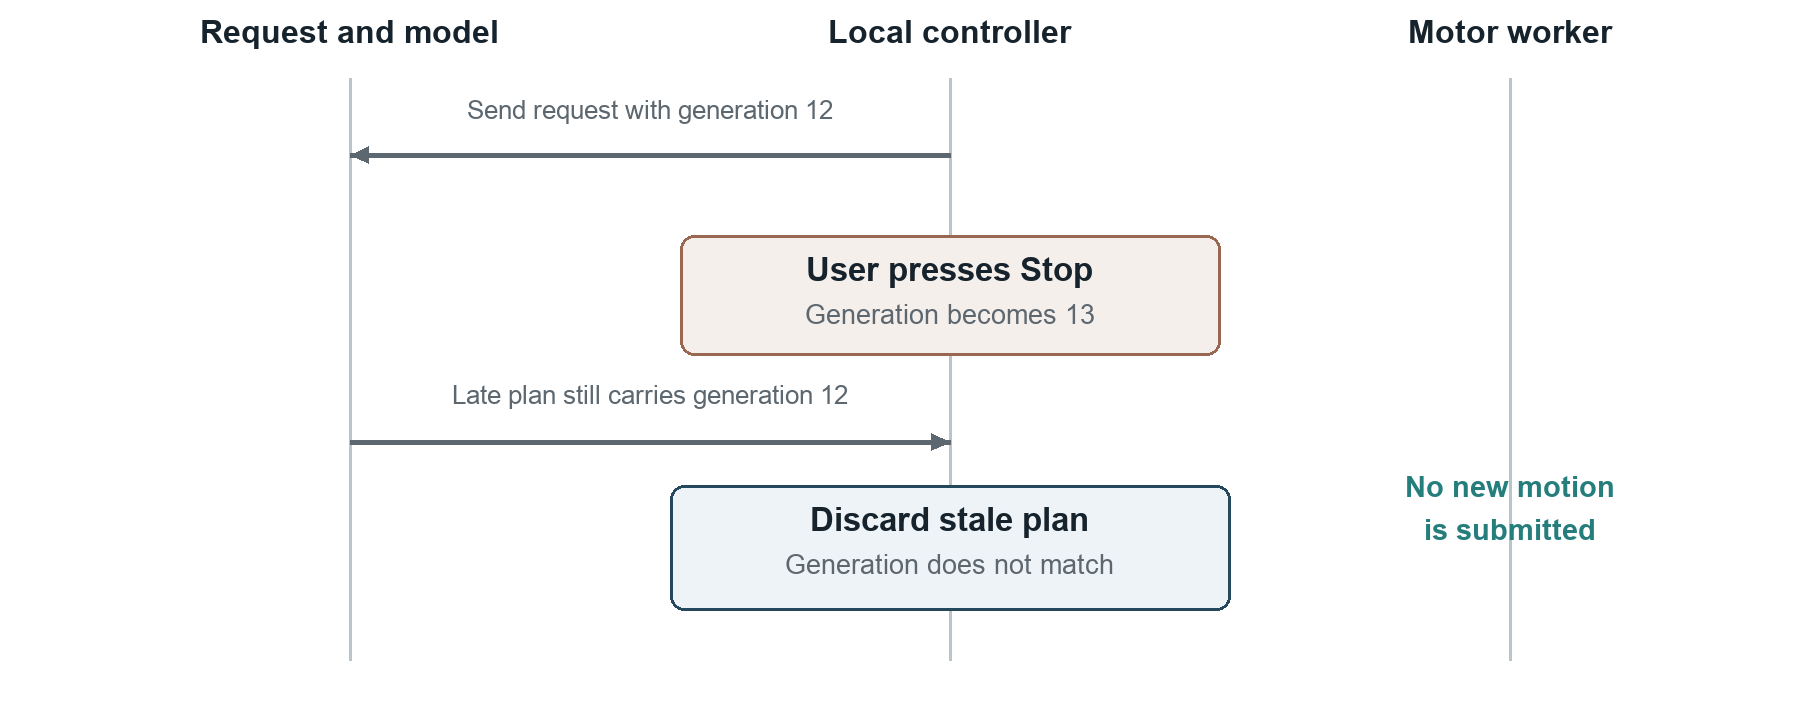 Request and model
Local controller
Motor worker
Send request with generation 12
User presses Stop
Generation becomes 13
Late plan still carries generation 12
No new motion
is submitted
Discard stale plan
Generation does not match